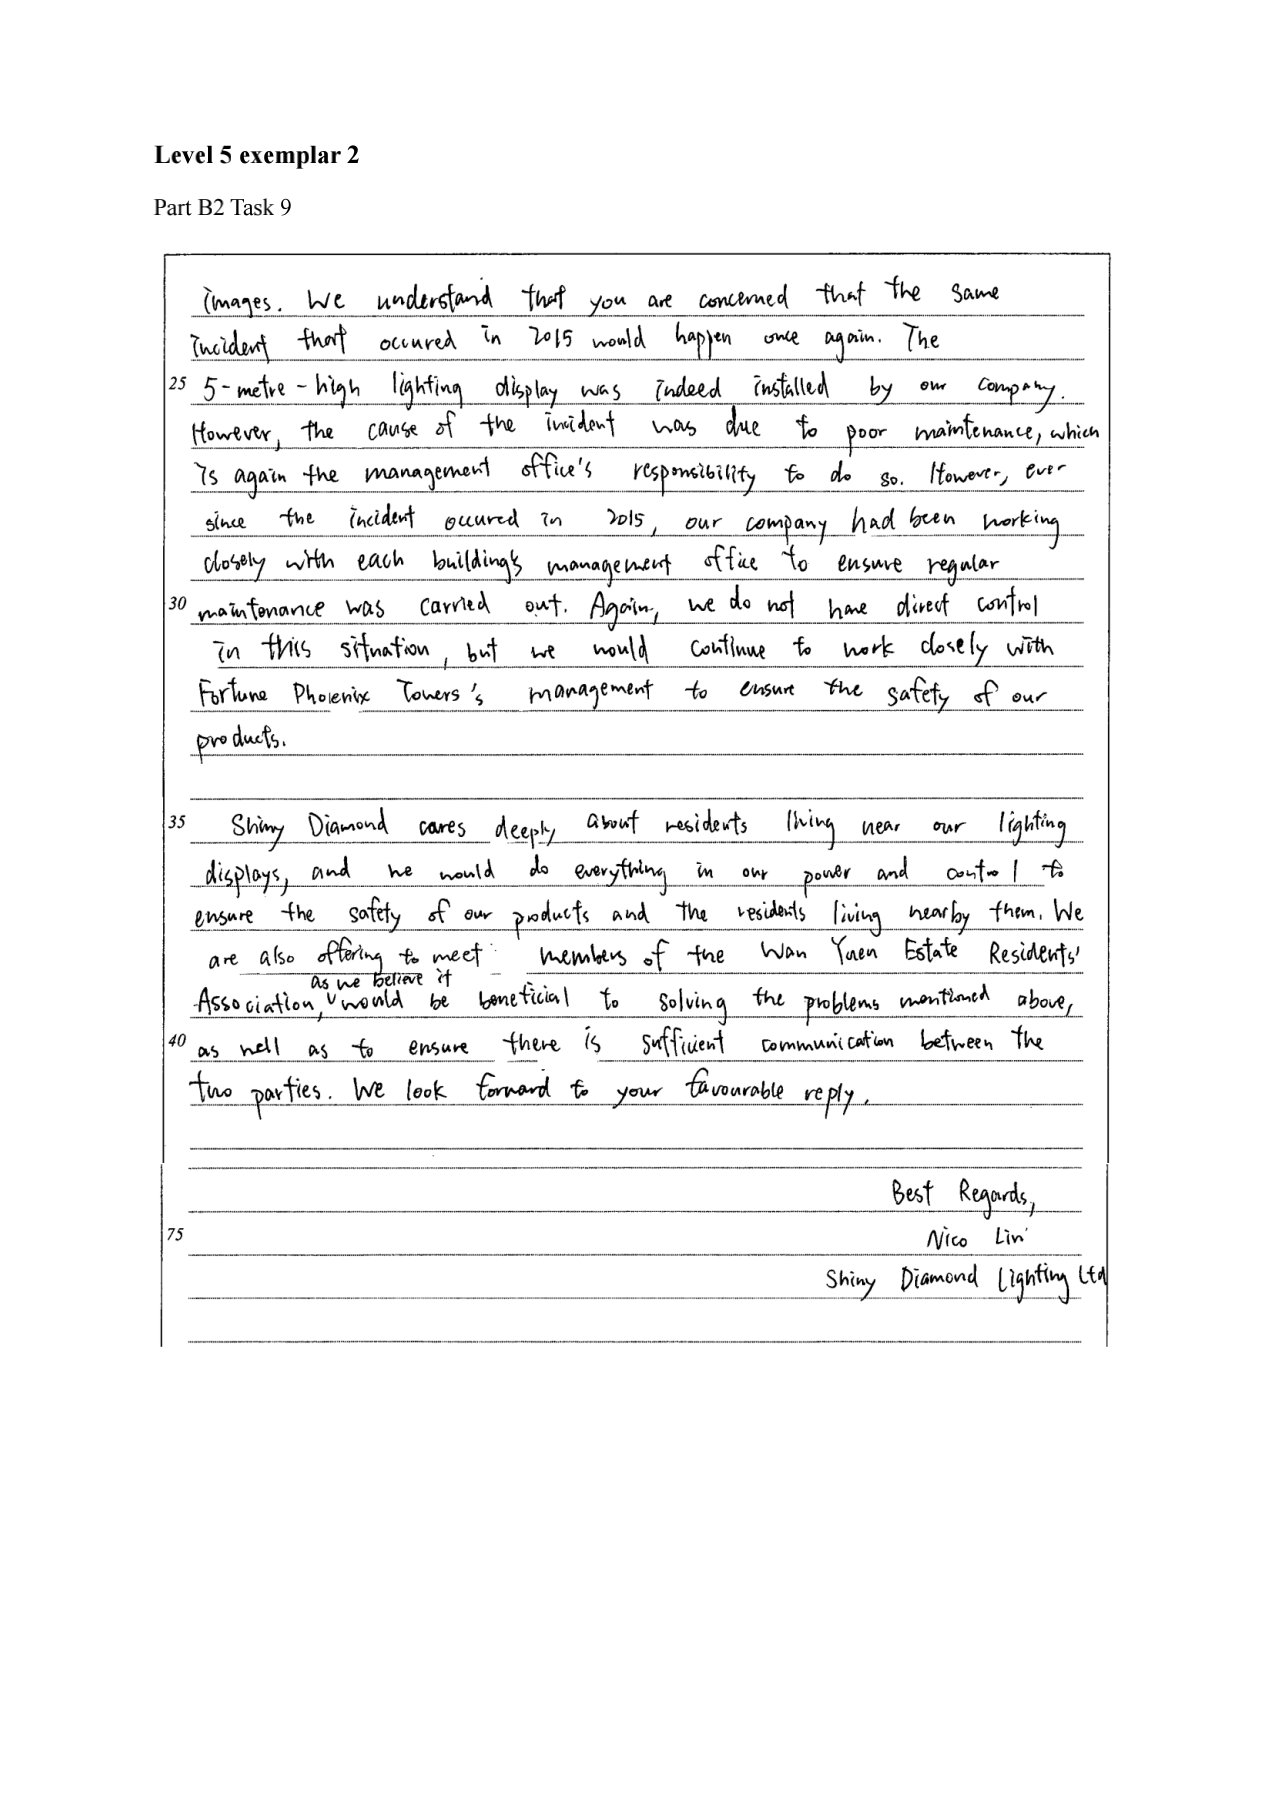 Level 5 exemplar 2
Part B2 Task 9
images. We understand that you are concerned that the same
incident that occured in 2015 would happen once again. The
25 5-metre-high lighting display was indeed installed by our company.
However, the cause of the incident was due to poor maintenance, which
is again the management office's responsibility to do so. However, ever
since the incident occured in 2015, our company had been working
closely with each building's management office to ensure regular
30 maintenance was carried out. Again, we do not have direct control
in this situation, but we would continue to work closely with
Fortune Phoienix Towers's management to ensure the safety of our
products.
35 Shiny Diamond cares deeply about residents living near our lighting
displays, and we would do everything in our power and control to
ensure the safety of our products and the residents living nearby them. We
are also offering to meet members of the Wan Yuen Estate Residents'
as we believe it
Association, would be beneficial to solving the problems mentioned above,
40 as well as to ensure there is sufficient communication between the
two parties. We look forward to your favourable reply.
Best Regards,
75 Nico Lin
Shiny Diamond Lighting Ltd